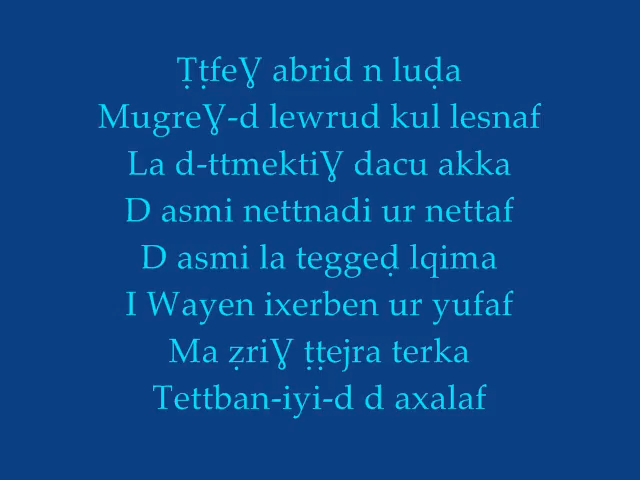 Ṭṭfeɣ abrid n luḍa
Mugreɣ-d lewrud kul lesnaf
La d-ttmektiɣ dacu akka
D asmi nettnadi ur nettaf
D asmi la teggeḍ lqima
I Wayen ixerben ur yufaf
Ma ẓriɣ ṭṭejra terka
Tettban-iyi-d d axalaf